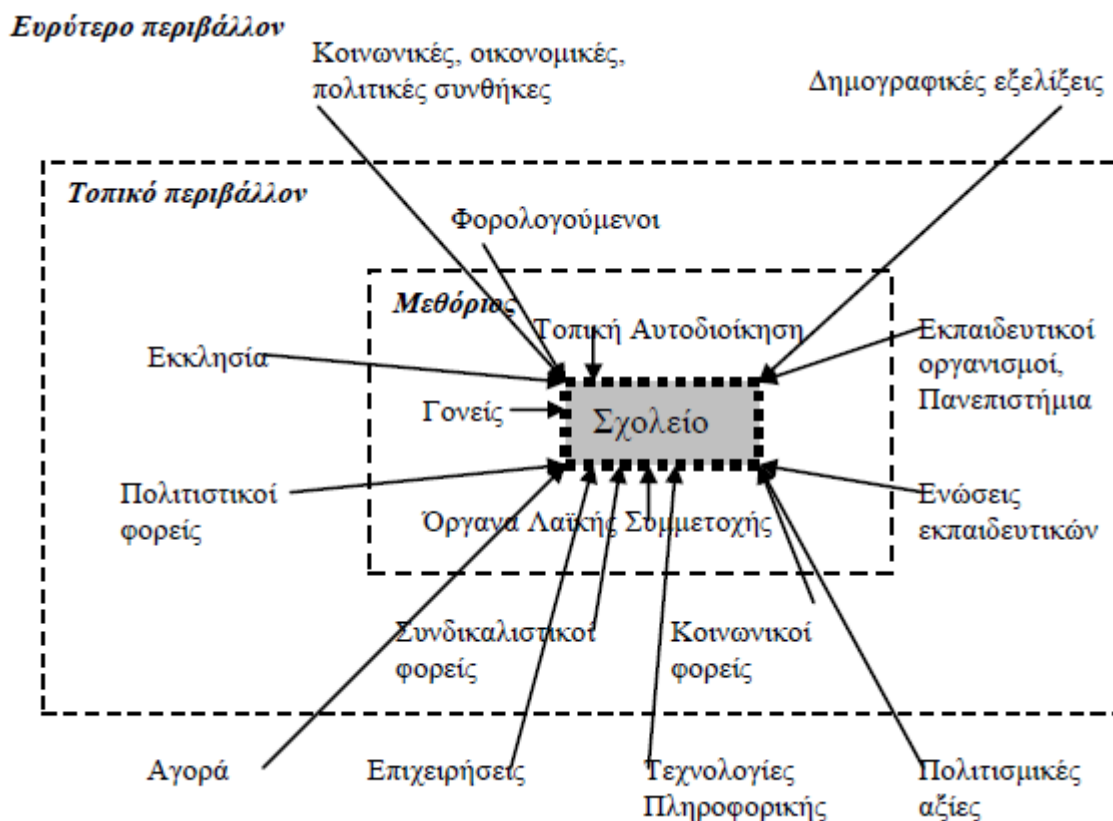 Ευρύτερο περιβάλλον
Κοινωνικές, οικονομικές,
πολιτικές συνθήκες
Δημογραφικές εξελίξεις
Τοπικό περιβάλλον
Φορολογούμενοι
Μεθόριος
Τοπική Αυτοδιοίκηση
Εκκλησία
Εκπαιδευτικοί
οργανισμοί,
Πανεπιστήμια
Γονείς
Σχολείο
Πολιτιστικοί
φορείς
Όργανα Λαϊκής Συμμετοχής
Ενώσεις
εκπαιδευτικών
Συνδικαλιστικοί
φορείς
Κοινωνικοί
φορείς
Αγορά
Επιχειρήσεις
Τεχνολογίες
Πληροφορικής
Πολιτισμικές
αξίες